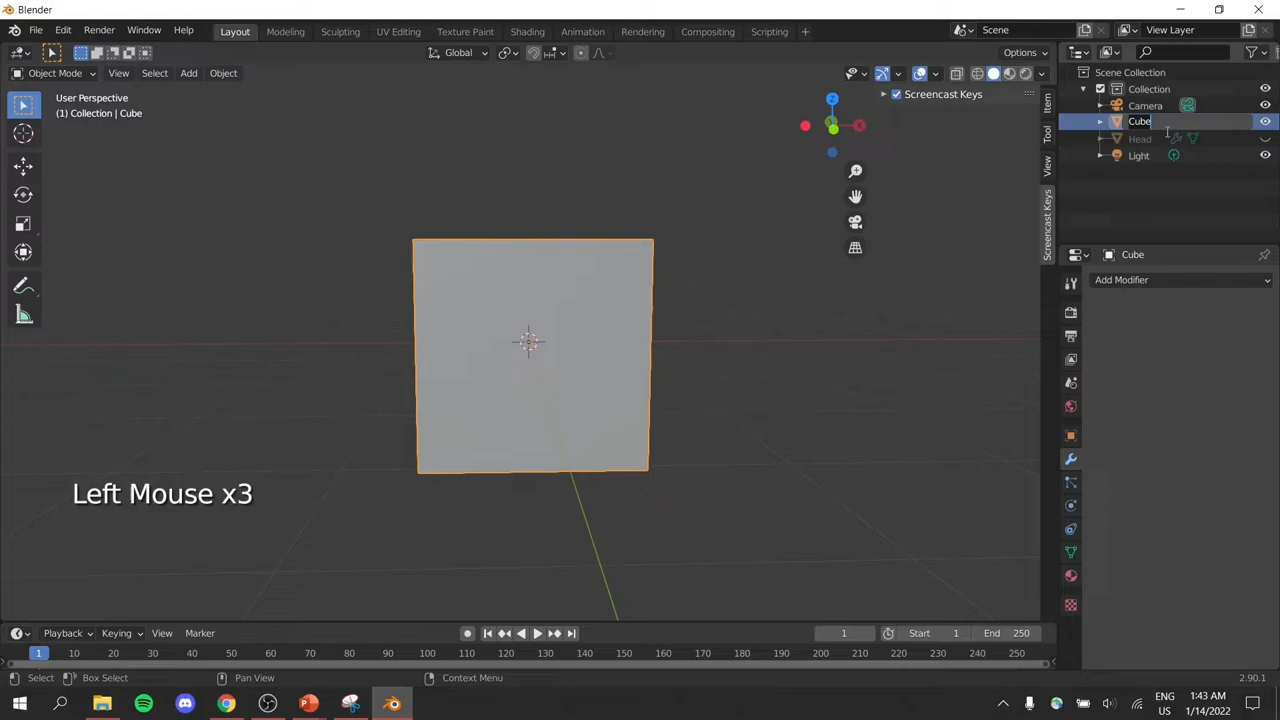 Blender
File Edit Render Window Help Layout Modeling Sculpting UV Editing Texture Paint Shading Animation Rendering Compositing Scripting + Scene View Layer
Global Options
Object Mode View Select Add Object
User Perspective
(1) Collection | Cube
Screencast Keys
Z
Item
Tool
View
Screencast Keys
Scene Collection
Collection
Camera
Cube
Head
Light
Cube
Add Modifier
Left Mouse x3
Playback Keying View Marker 1 Start 1 End 250
1 10 20 30 40 50 60 70 80 90 100 110 120 130 140 150 160 170 180 190 200 210 220 230 240 250
Select Box Select Pan View Context Menu 2.90.1
ENG
US
1:43 AM
1/14/2022